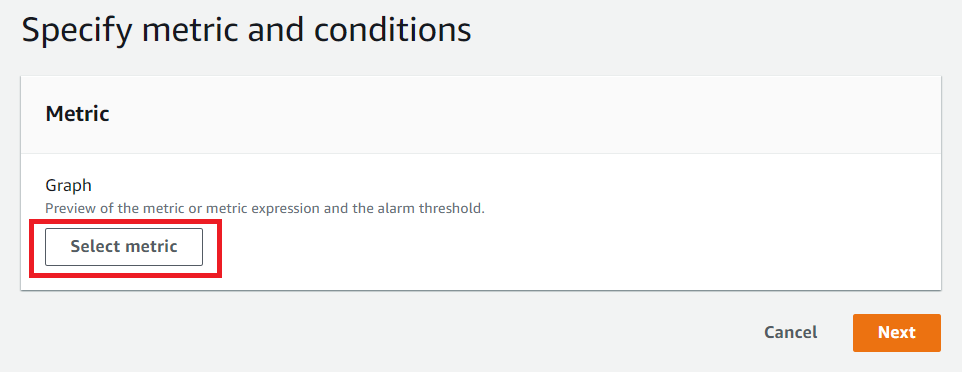 Specify metric and conditions
Metric
Graph
Preview of the metric or metric expression and the alarm threshold.
Select metric
Cancel
Next